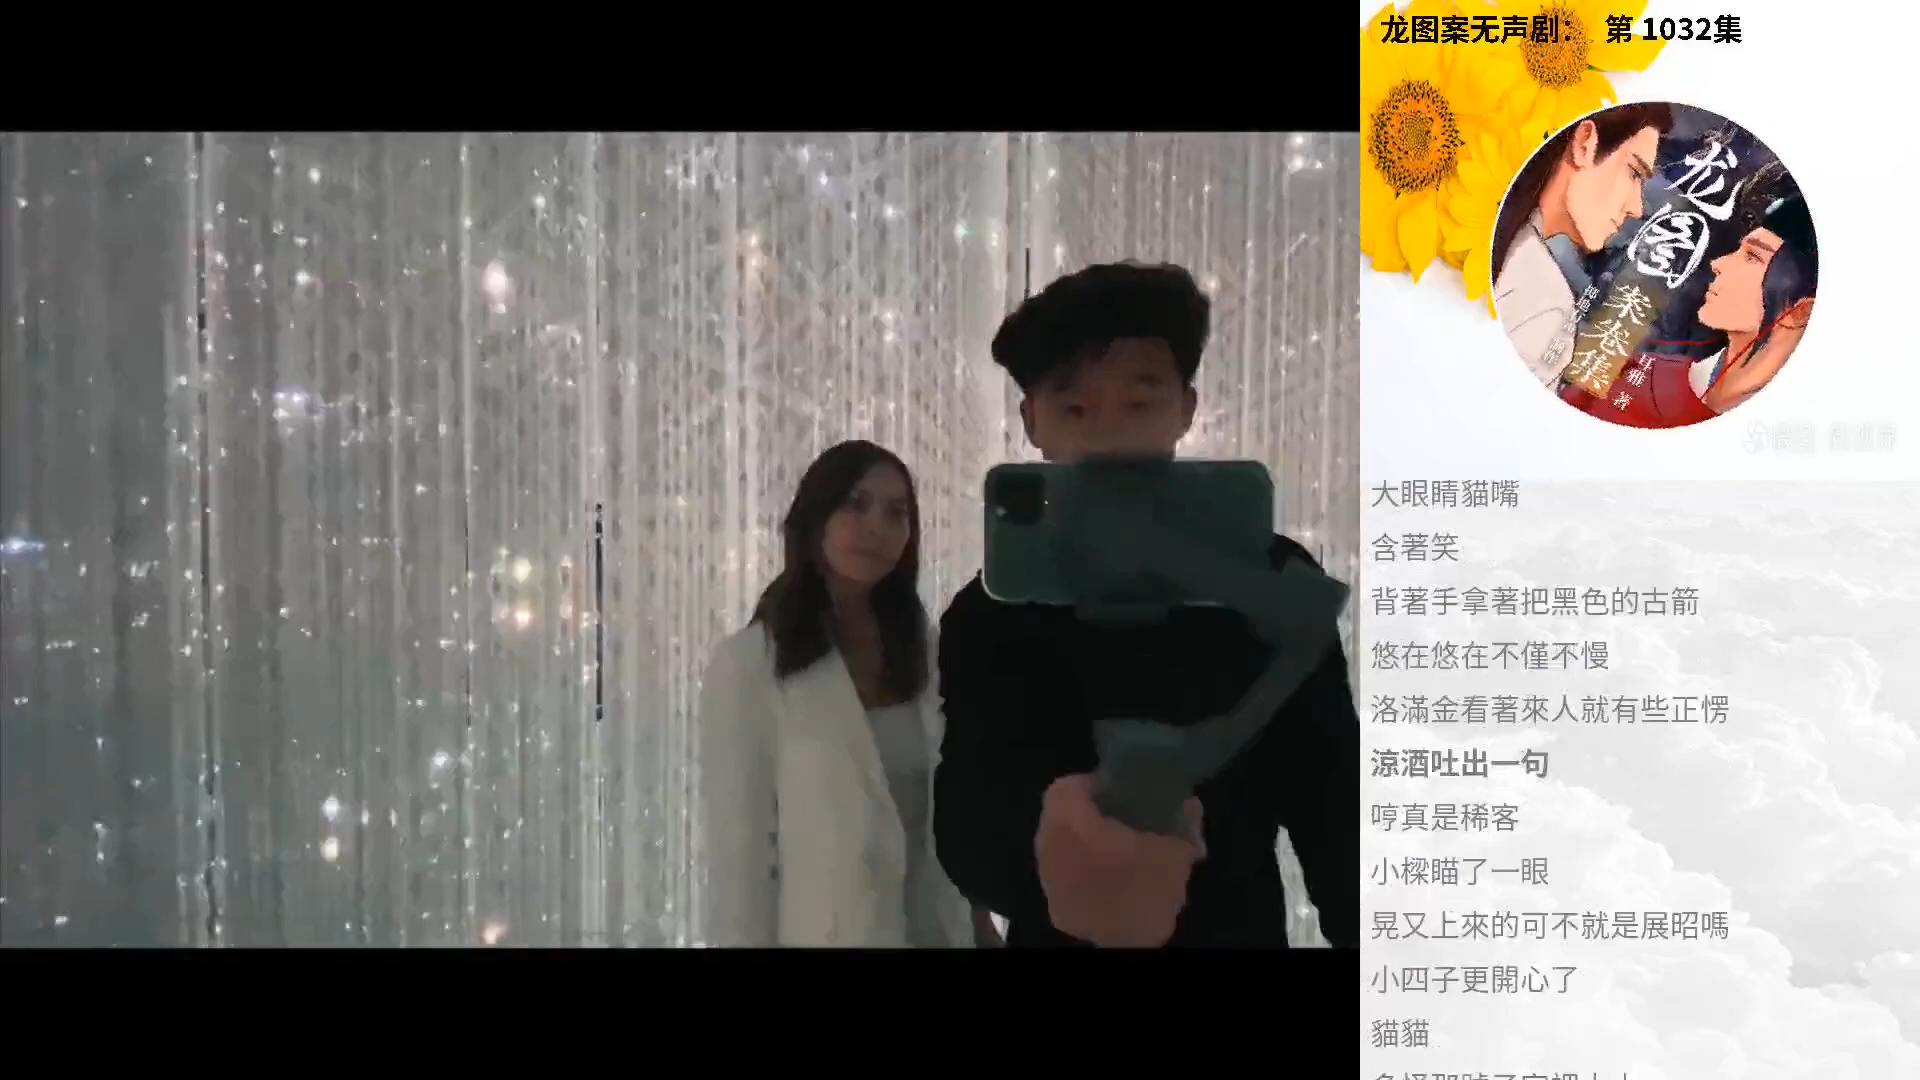 龙图案无声剧： 第 1032集
龙图
案卷集
耳雅 著
大眼睛貓嘴
含著笑
背著手拿著把黑色的古箭
悠在悠在不僅不慢
洛滿金看著來人就有些正愣
涼酒吐出一句
哼真是稀客
小樑瞄了一眼
晃又上來的可不就是展昭嗎
小四子更開心了
貓貓